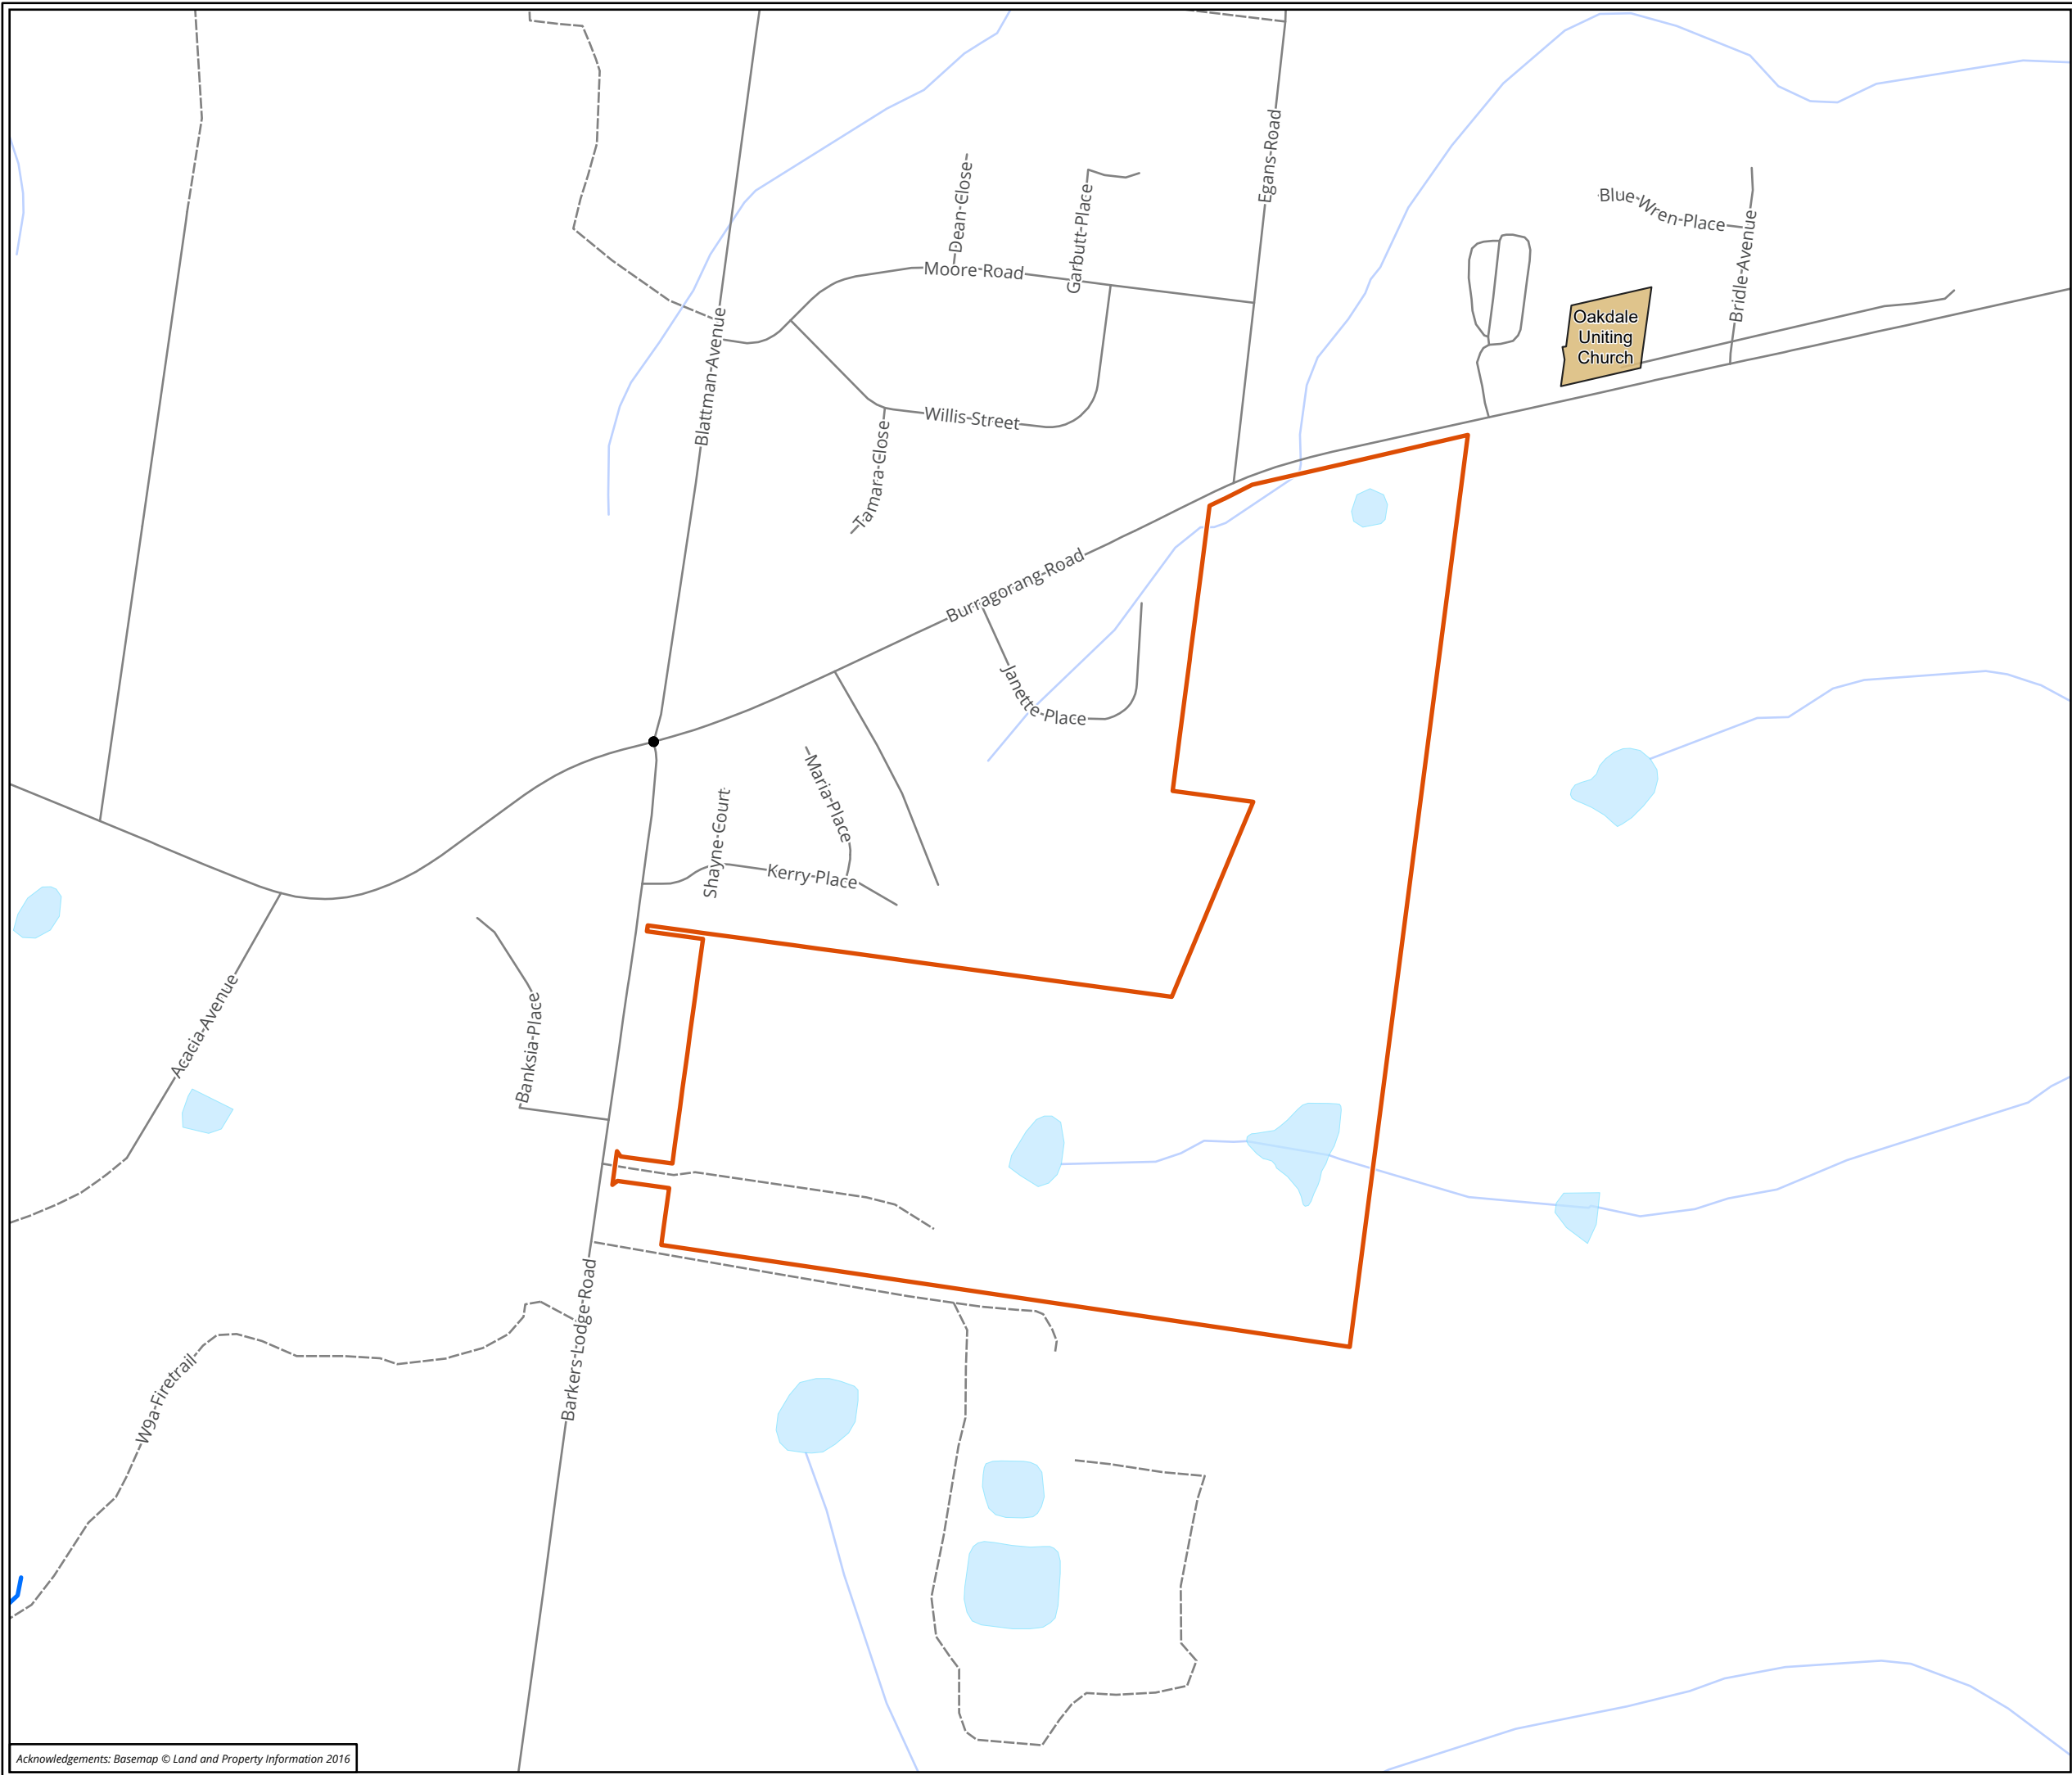 Egans Road
Dean Close
Garbutt Place
Blue Wren Place
Bridle Avenue
Moore Road
Oakdale
Uniting
Church
Blattman Avenue
Willis Street
Tamara Close
Burragorang Road
Janette Place
Maria Place
Shayne Court
Kerry Place
Acacia Avenue
Banksia Place
Barkers Lodge Road
W9a Firetrail
Acknowledgements: Basemap © Land and Property Information 2016